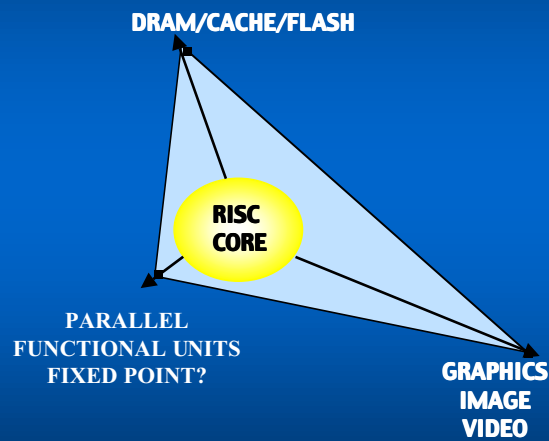 DRAM/CACHE/FLASH
RISC
CORE
PARALLEL
FUNCTIONAL UNITS
FIXED POINT?
GRAPHICS
IMAGE
VIDEO